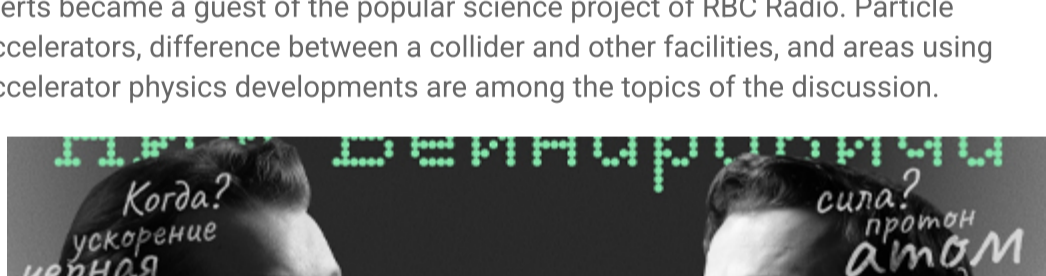 erts became a guest of the popular science project of RBC Radio. Particle
ccelerators, difference between a collider and other facilities, and areas using
ccelerator physics developments are among the topics of the discussion.
Когда?
сила?
ускорение
протон
атом